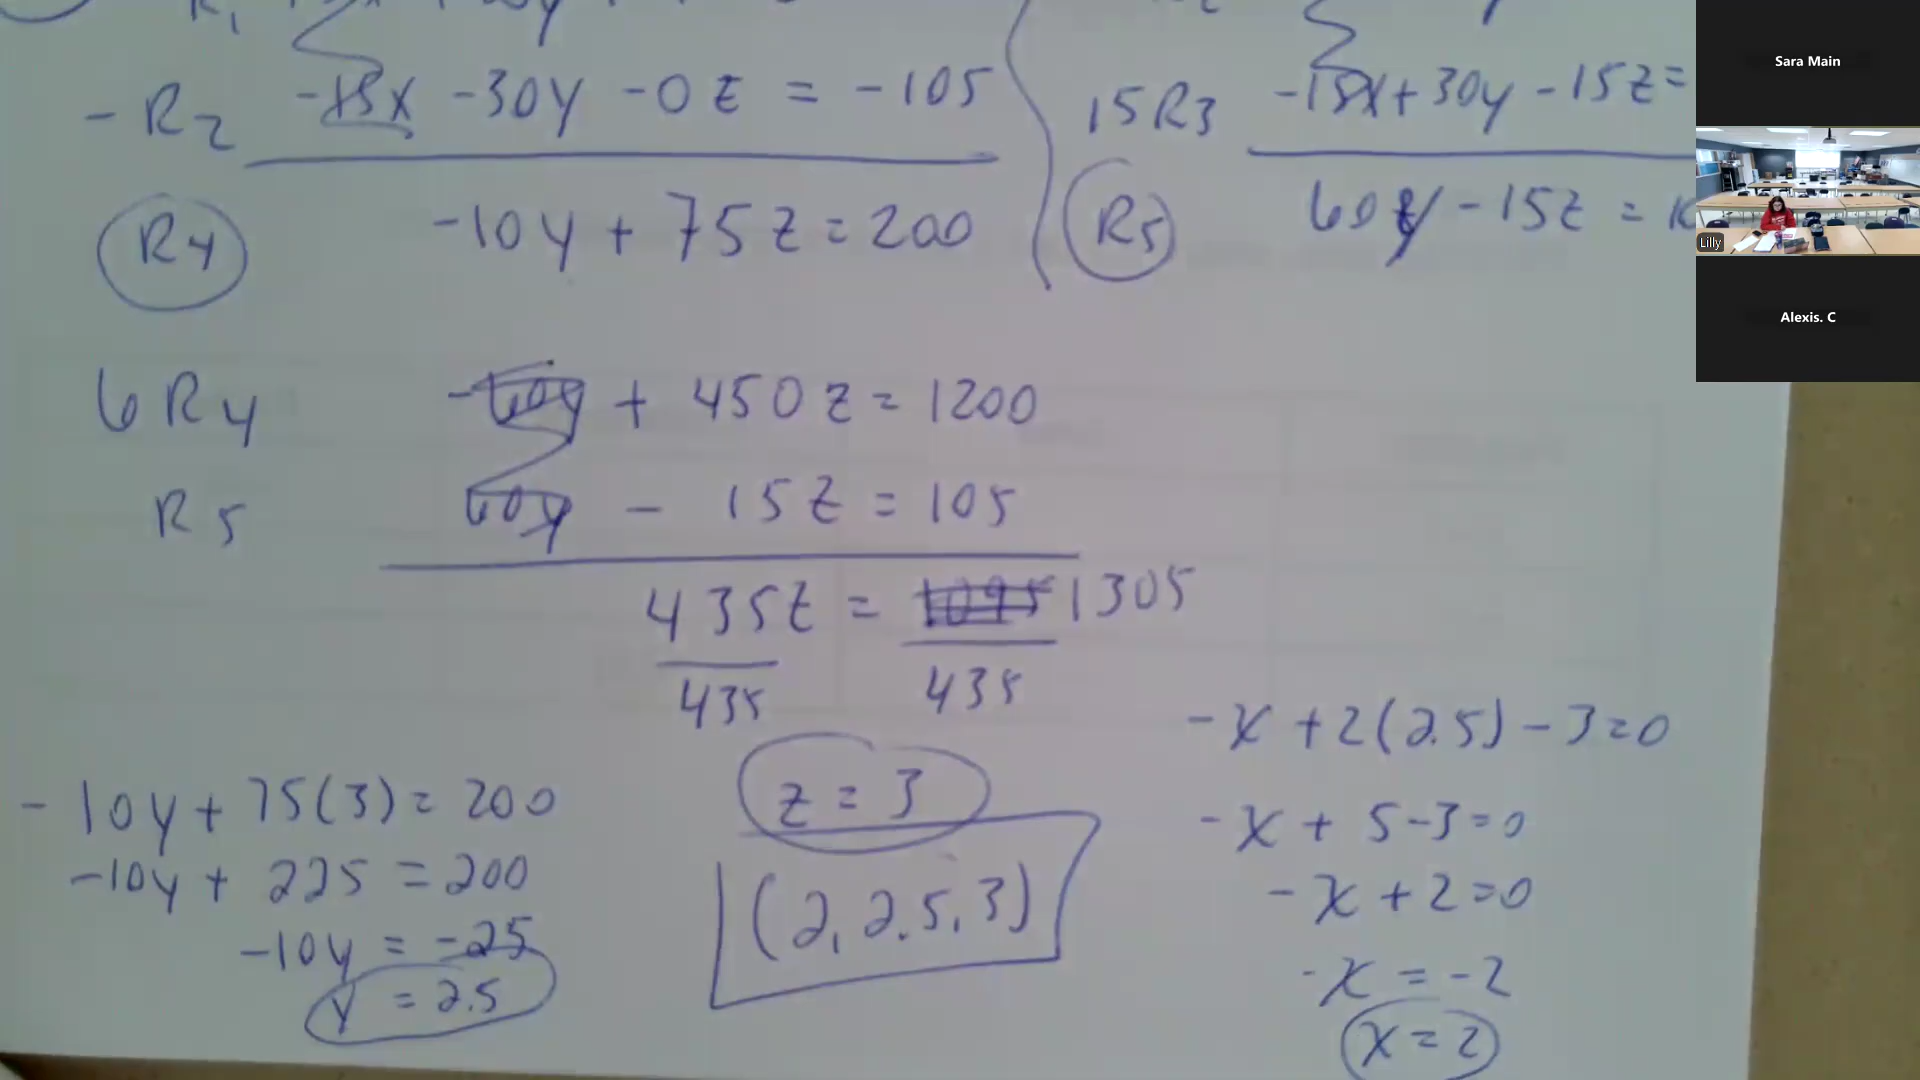 - R2 -15x -30y -0z = -105
R4 -10y + 75z = 200
15R3 -15x + 30y - 15z =
R5 60y - 15z =
6R4 -60y + 450z = 1200
R5 60y - 15z = 105
435z = 1095 1305
435 435
z = 3
-10y + 75(3) = 200
-10y + 225 = 200
-10y = -25
y = 2.5
(2, 2.5, 3)
-x + 2(2.5) - 3 = 0
-x + 5 - 3 = 0
-x + 2 = 0
-x = -2
x = 2
Sara Main
Lilly
Alexis. C